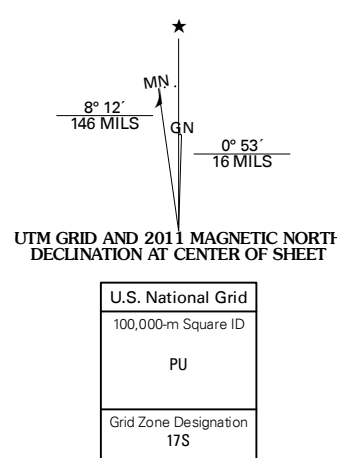 ★
MN
8° 12´
146 MILS
GN
0° 53´
16 MILS
UTM GRID AND 2011 MAGNETIC NORTH
DECLINATION AT CENTER OF SHEET
U.S. National Grid
100,000-m Square ID
PU
Grid Zone Designation
17S